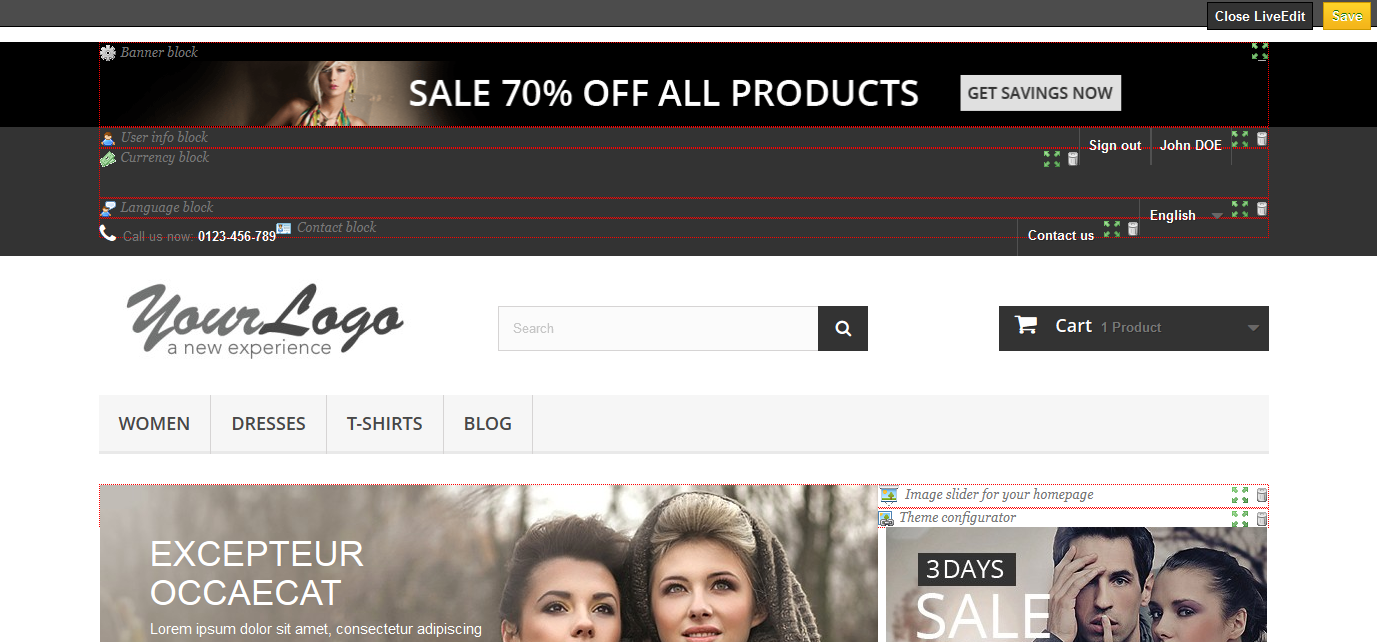 Close LiveEdit Save
Banner block
SALE 70% OFF ALL PRODUCTS GET SAVINGS NOW
User info block
Sign out John DOE
Currency block
Language block
English
Call us now: 0123-456-789 Contact block
Contact us
YourLogo
a new experience
Search
Cart 1 Product
WOMEN DRESSES T-SHIRTS BLOG
Image slider for your homepage
Theme configurator
EXCEPTEUR
OCCAECAT
Lorem ipsum dolor sit amet, consectetur adipiscing
3DAYS
SALE